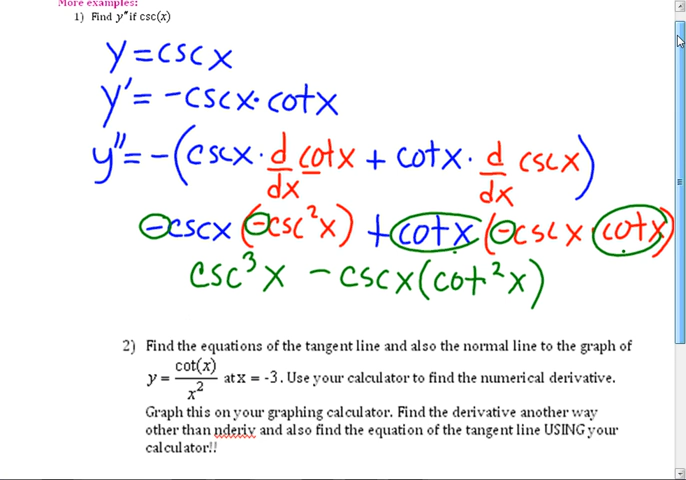 More examples:
1) Find y" if csc(x)
y = csc x
y' = -csc x · cot x
y" = -(csc x · d/dx cot x + cot x · d/dx csc x)
-csc x (-csc²x) + cot x (-csc x · cot x)
csc³x - csc x (cot²x)
2) Find the equations of the tangent line and also the normal line to the graph of
y = cot(x)/x² at x = -3. Use your calculator to find the numerical derivative.
Graph this on your graphing calculator. Find the derivative another way
other than nderiv and also find the equation of the tangent line USING your
calculator!!